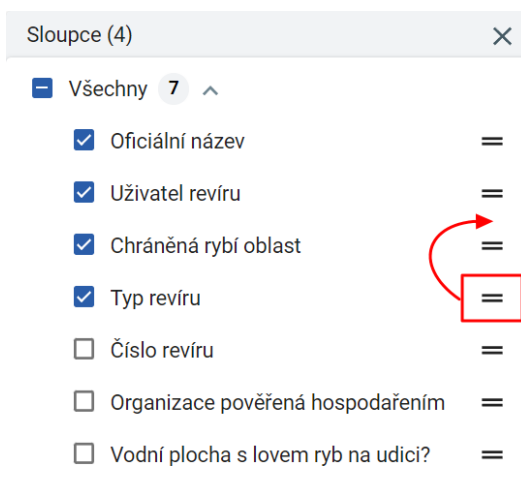 Sloupce (4)
Všechny 7
Oficiální název
Uživatel revíru
Chráněná rybí oblast
Typ revíru
Číslo revíru
Organizace pověřená hospodařením
Vodní plocha s lovem ryb na udici?